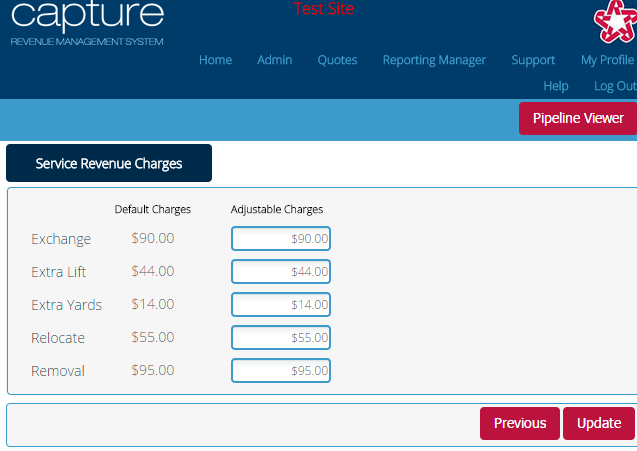 capture
REVENUE MANAGEMENT SYSTEM
Test Site
Home Admin Quotes Reporting Manager Support My Profile
Help Log Out
Pipeline Viewer
Service Revenue Charges
Default Charges Adjustable Charges
Exchange $90.00 $90.00
Extra Lift $44.00 $44.00
Extra Yards $14.00 $14.00
Relocate $55.00 $55.00
Removal $95.00 $95.00
Previous Update